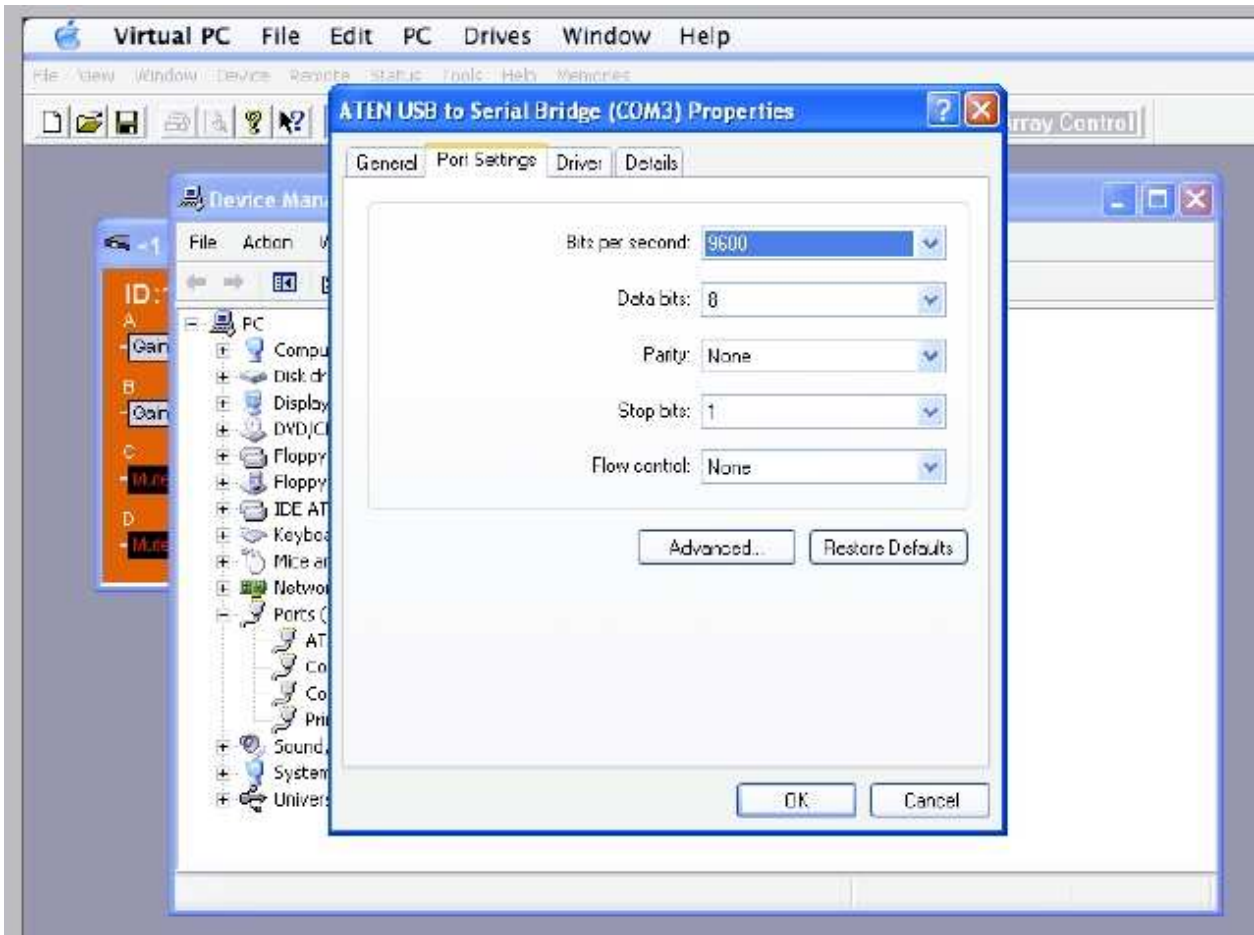 Virtual PC File Edit PC Drives Window Help
File View Window Device Remote Status Tools Help Memories
ATEN USB to Serial Bridge (COM3) Properties
rray Control
General Port Settings Driver Details
Device Man
-1
File Action
ID:
Bits per second: 9600
Data bits: 8
Parity: None
Stop bits: 1
Flow control: None
Advanced... Restore Defaults
OK Cancel
A
Gain
B
Gain
C
Mute
D
Mute
PC
Compu
Disk dr
Display
DVD/C
Floppy
Floppy
IDE AT
Keyboa
Mice ar
Networ
Ports (
AT
Co
Co
Pri
Sound,
System
Univers